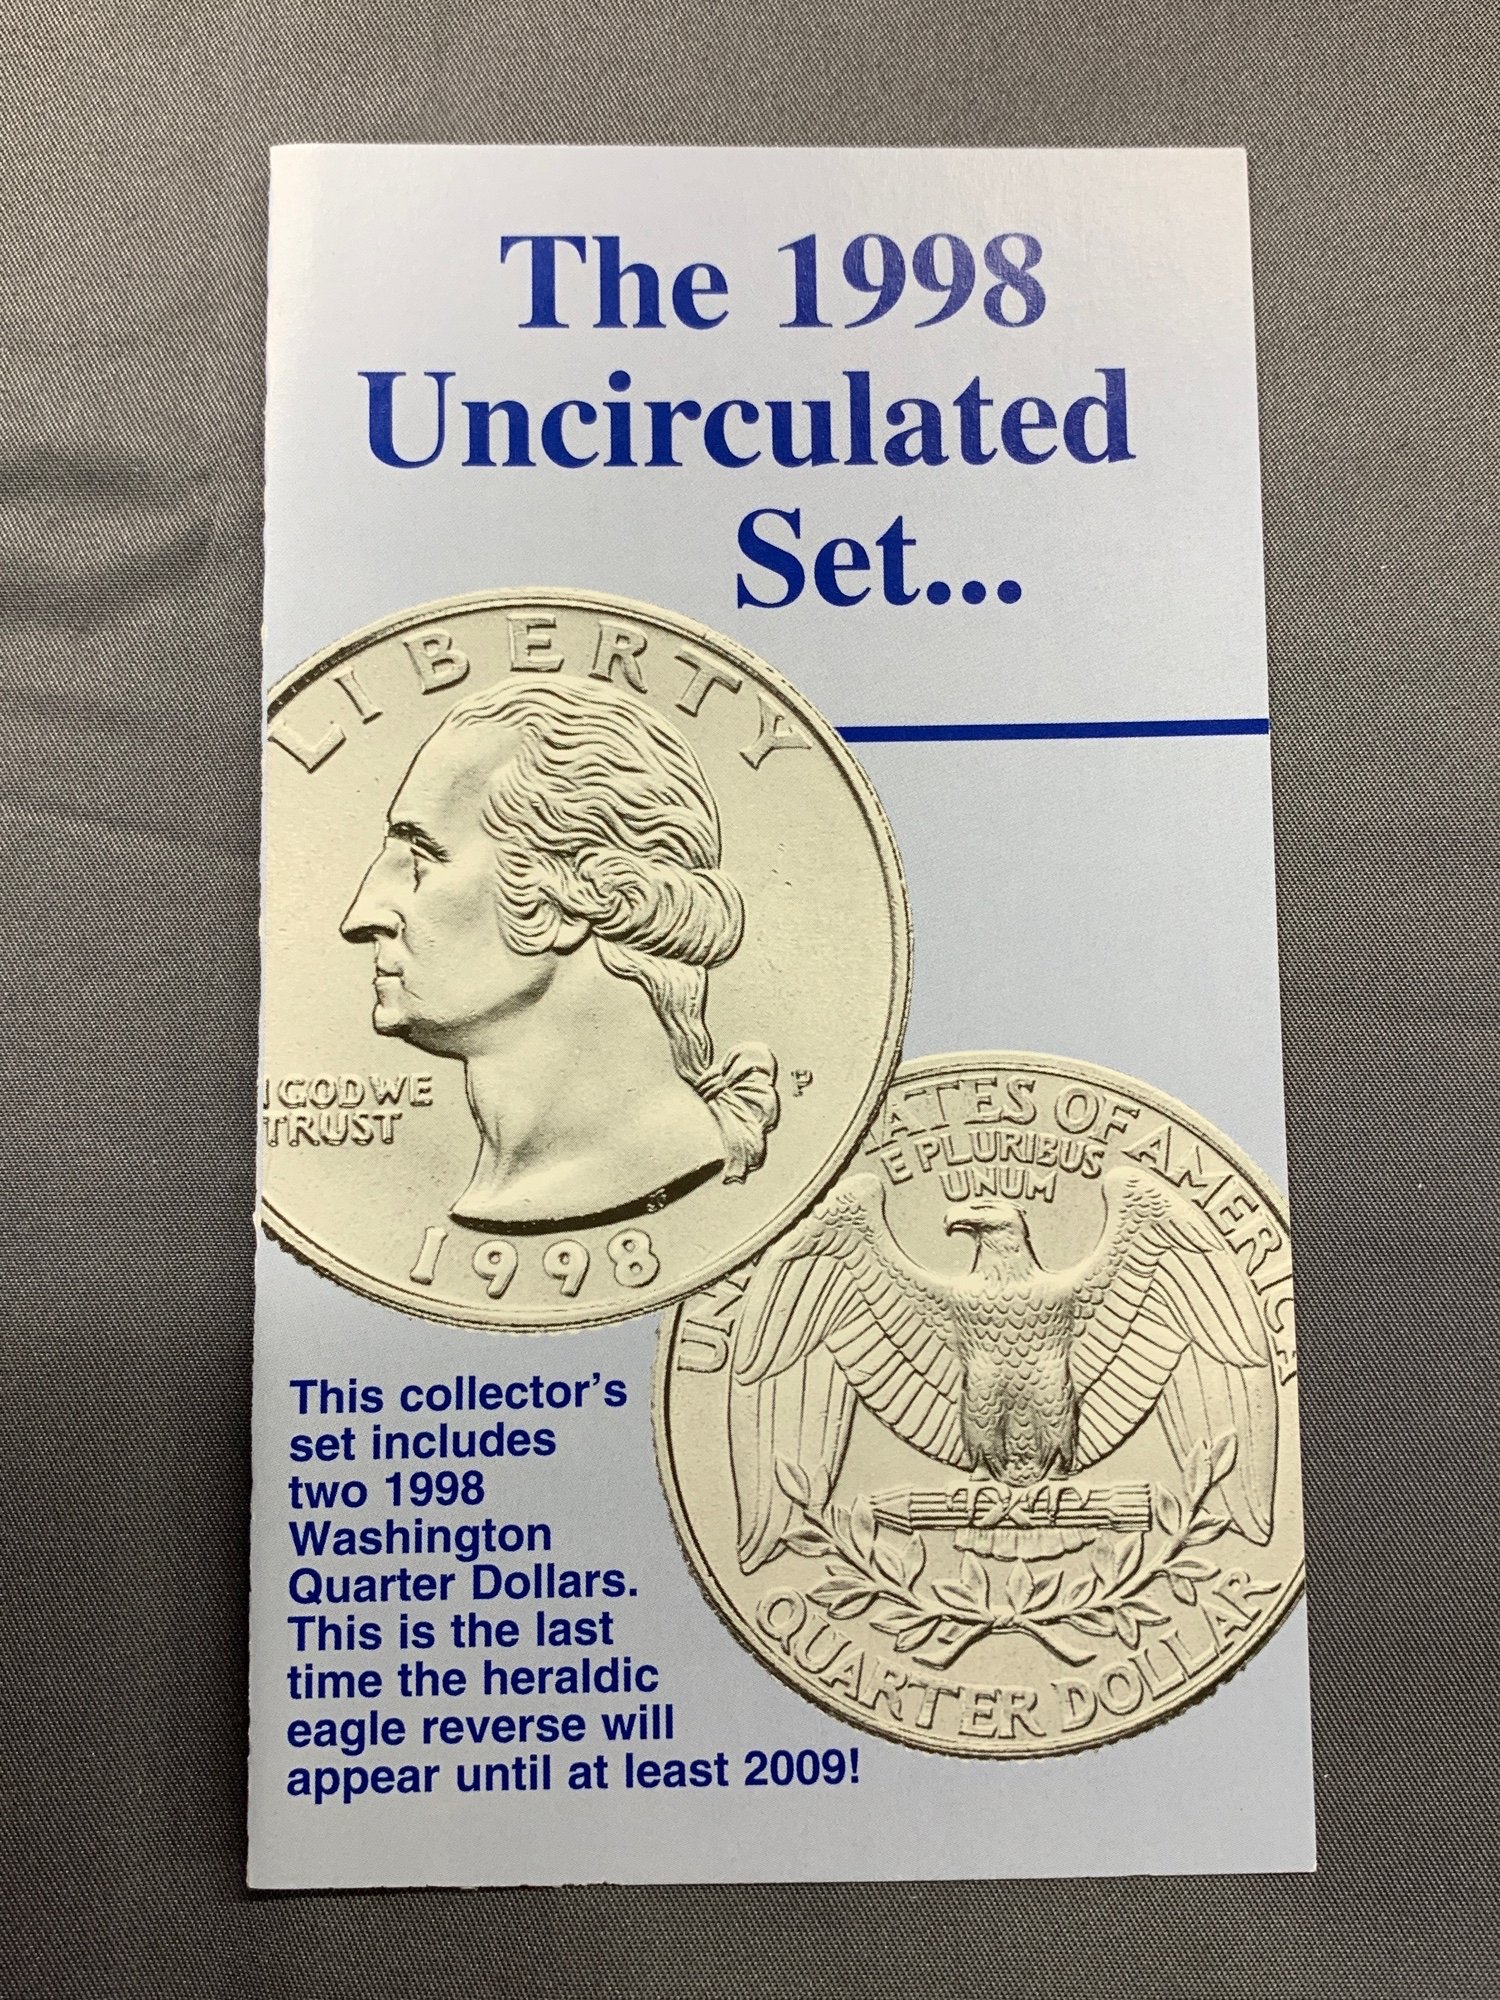 The 1998
Uncirculated
Set...
LIBERTY
GOD WE
TRUST
P
1998
UN ATES OF AMERICA
E PLURIBUS
UNUM
QUARTER DOLLAR
This collector's
set includes
two 1998
Washington
Quarter Dollars.
This is the last
time the heraldic
eagle reverse will
appear until at least 2009!